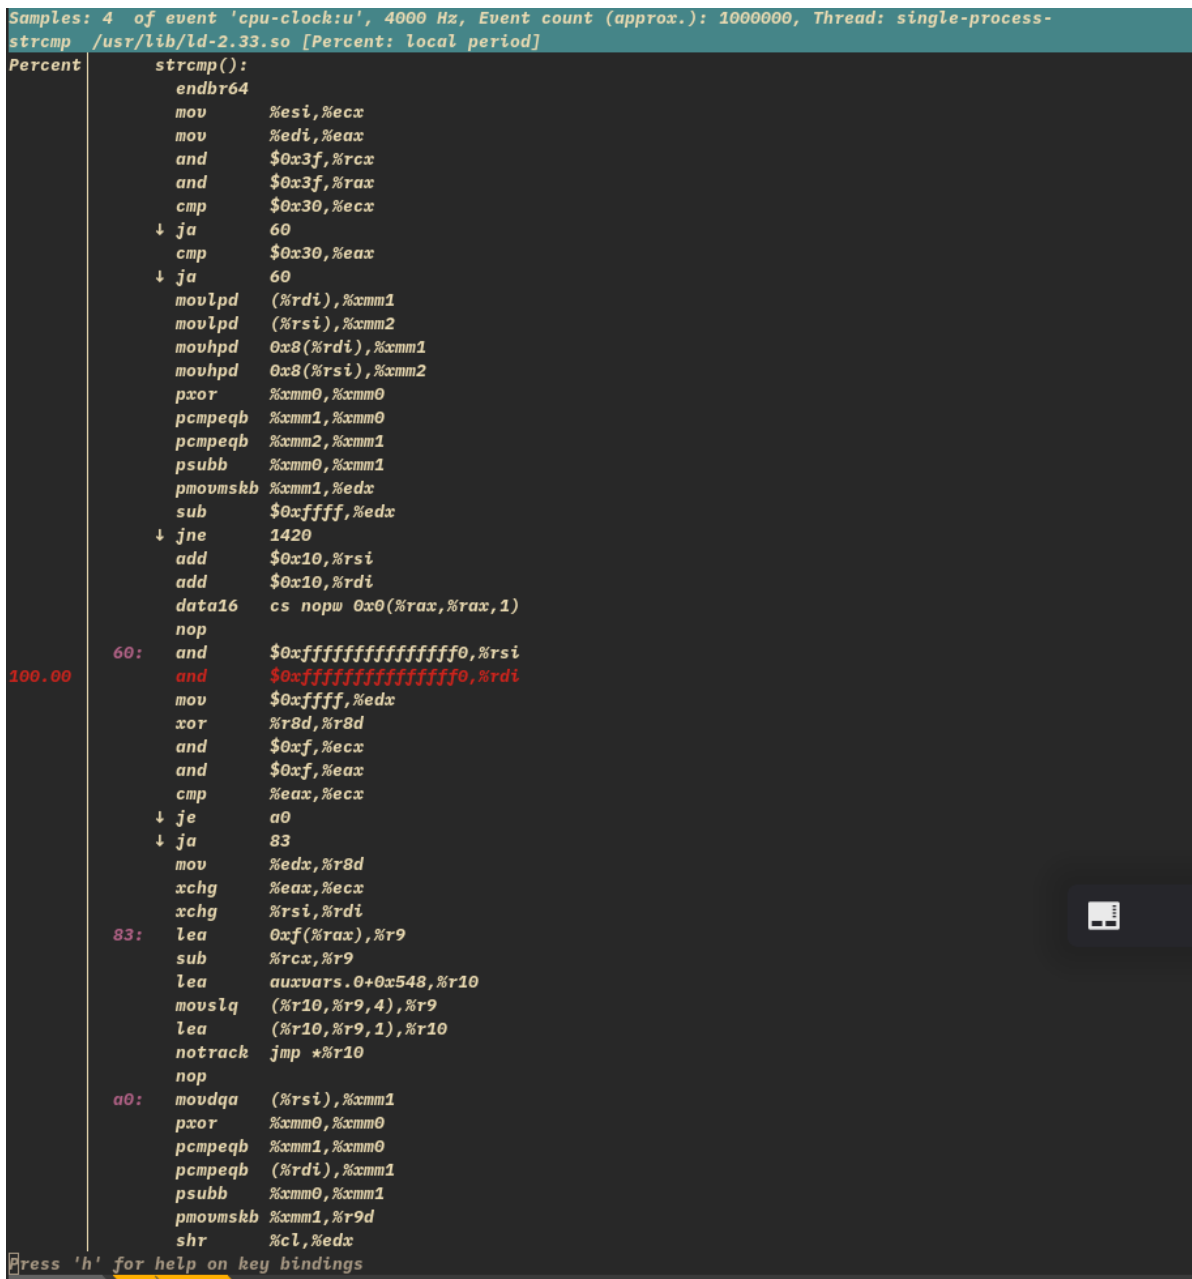 Samples: 4  of event 'cpu-clock:u', 4000 Hz, Event count (approx.): 1000000, Thread: single-process-
strcmp  /usr/lib/ld-2.33.so [Percent: local period]
Percent       strcmp():
                endbr64
                mov      %esi,%ecx
                mov      %edi,%eax
                and      $0x3f,%rcx
                and      $0x3f,%rax
                cmp      $0x30,%ecx
              ↓ ja       60
                cmp      $0x30,%eax
              ↓ ja       60
                movlpd   (%rdi),%xmm1
                movlpd   (%rsi),%xmm2
                movhpd   0x8(%rdi),%xmm1
                movhpd   0x8(%rsi),%xmm2
                pxor     %xmm0,%xmm0
                pcmpeqb  %xmm1,%xmm0
                pcmpeqb  %xmm2,%xmm1
                psubb    %xmm0,%xmm1
                pmovmskb %xmm1,%edx
                sub      $0xffff,%edx
              ↓ jne      1420
                add      $0x10,%rsi
                add      $0x10,%rdi
                data16   cs nopw 0x0(%rax,%rax,1)
                nop
          60:   and      $0xfffffffffffffff0,%rsi
100.00          and      $0xfffffffffffffff0,%rdi
                mov      $0xffff,%edx
                xor      %r8d,%r8d
                and      $0xf,%ecx
                and      $0xf,%eax
                cmp      %eax,%ecx
              ↓ je       a0
              ↓ ja       83
                mov      %edx,%r8d
                xchg     %eax,%ecx
                xchg     %rsi,%rdi
          83:   lea      0xf(%rax),%r9
                sub      %rcx,%r9
                lea      auxvars.0+0x548,%r10
                movslq   (%r10,%r9,4),%r9
                lea      (%r10,%r9,1),%r10
                notrack  jmp *%r10
                nop
          a0:   movdqa   (%rsi),%xmm1
                pxor     %xmm0,%xmm0
                pcmpeqb  %xmm1,%xmm0
                pcmpeqb  (%rdi),%xmm1
                psubb    %xmm0,%xmm1
                pmovmskb %xmm1,%r9d
                shr      %cl,%edx
Press 'h' for help on key bindings